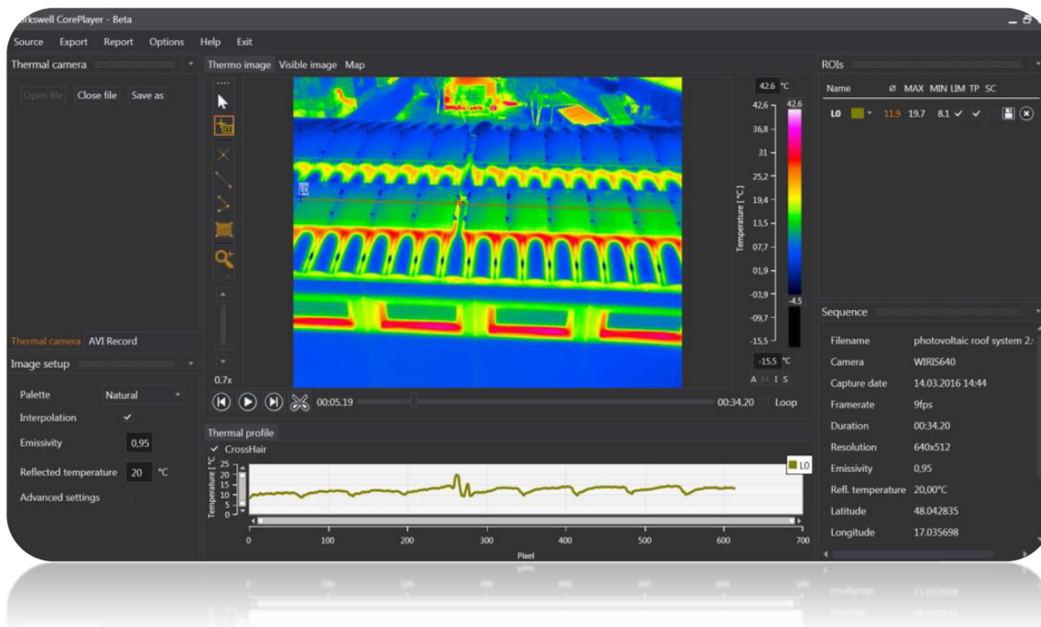 CorePlayer - Beta
Source Export Report Options Help Exit
Thermal camera
Open file Close file Save as
Thermal camera AVI Record
Image setup
Palette Natural
Interpolation
Emissivity 0,95
Reflected temperature 20 °C
Advanced settings
Thermo image Visible image Map
L0
0.7x
42.6 °C
42,6
36,8
31
25,2
19,4
13,5
07,7
01,9
-03,9
-09,7
-15,5
Temperature [°C]
42.6
-4.5
-15.5 °C
A M I S
00:05.19 00:34.20 Loop
Thermal profile
CrossHair
Temperature [°C
25
20
15
10
5
0
L0
0 100 200 300 400 500 600 700
Pixel
ROIs
Name Ø MAX MIN LIM TP SC
L0 11.9 19.7 8.1
Sequence
Filename photovoltaic roof system 2.
Camera WIRIS640
Capture date 14.03.2016 14:44
Framerate 9fps
Duration 00:34.20
Resolution 640x512
Emissivity 0,95
Refl. temperature 20,00°C
Latitude 48.042835
Longitude 17.035698